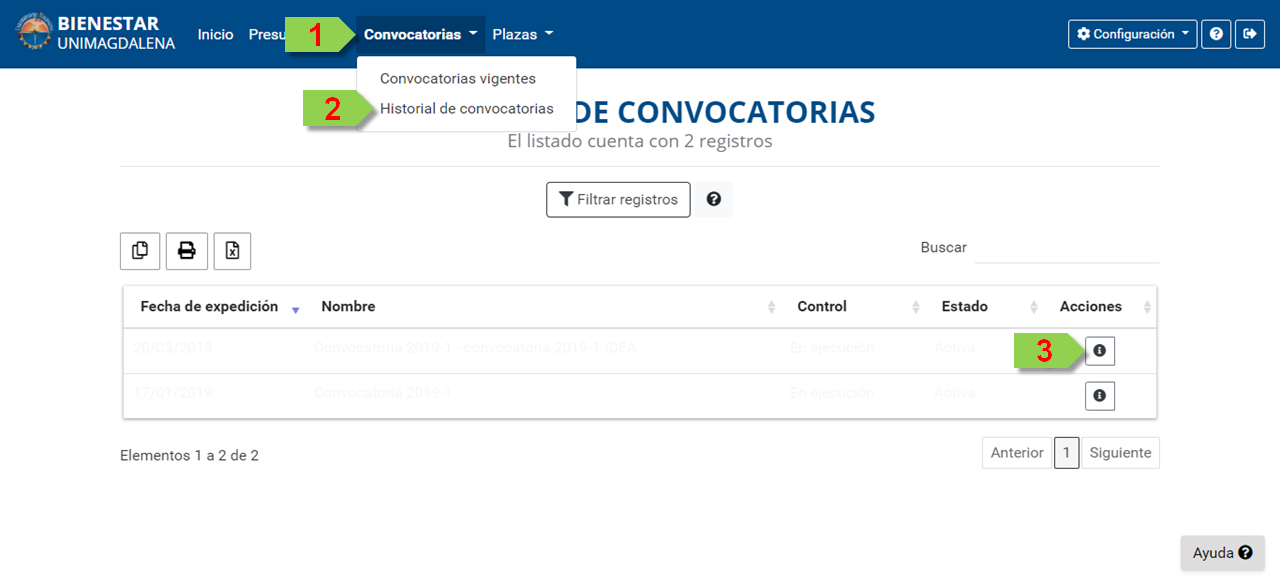 BIENESTAR
UNIMAGDALENA
Inicio Presu 1 Convocatorias Plazas Configuración
Convocatorias vigentes
2 Historial de convocatorias
DE CONVOCATORIAS
El listado cuenta con 2 registros
Filtrar registros
Buscar
Fecha de expedición Nombre Control Estado Acciones
20/03/2019 Convocatoria 2019-1 - convocatoria 2019-1-IDEA En ejecución Activa 3
17/01/2019 Convocatoria 2019-1 En ejecución Activa
Elementos 1 a 2 de 2
Anterior 1 Siguiente
Ayuda